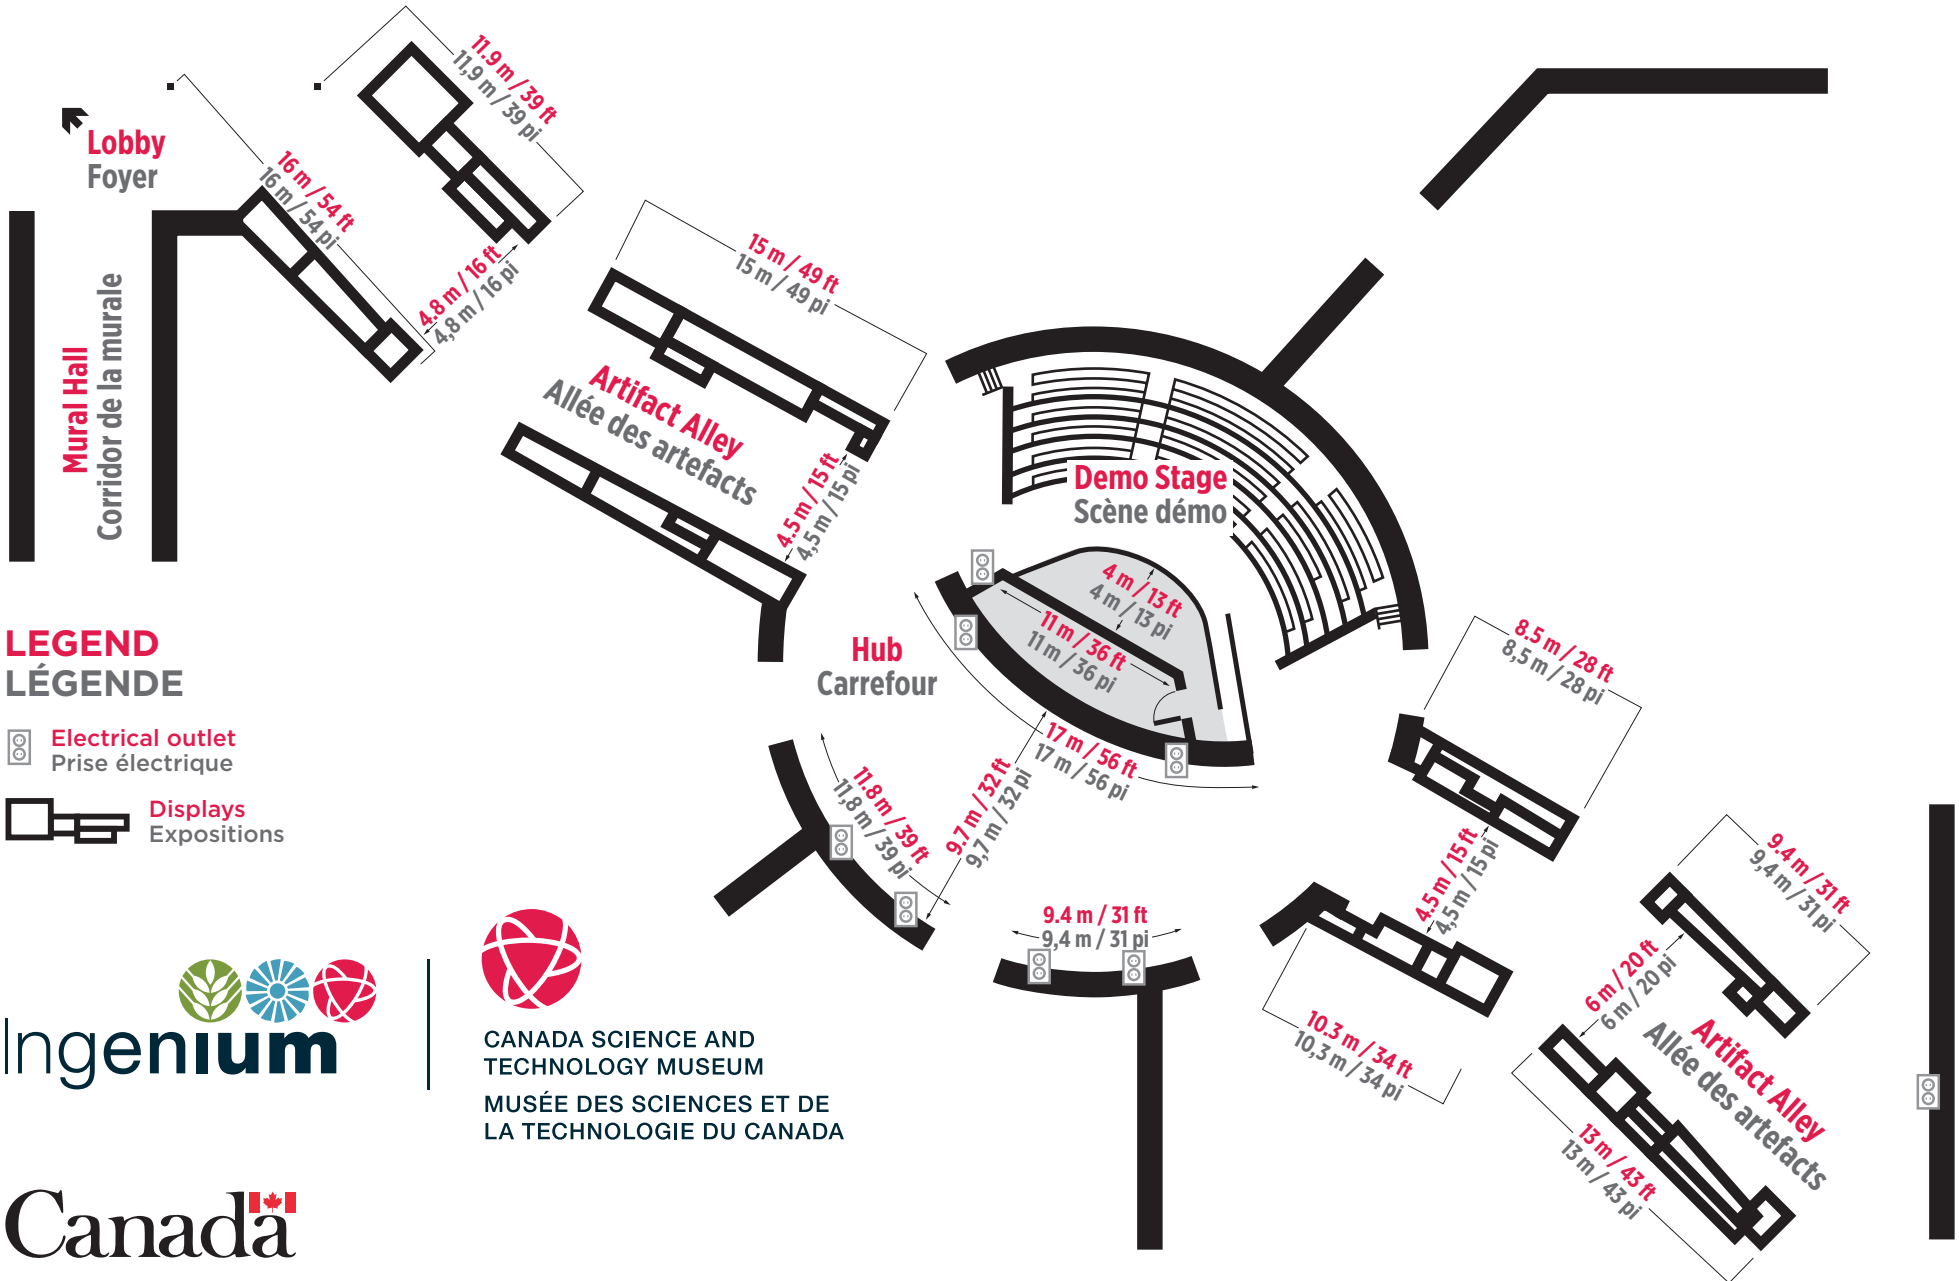 11.9 m / 39 ft
11,9 m / 39 pi
Lobby
Foyer
16 m / 54 ft
16 m / 54 pi
4.8 m / 16 ft
4,8 m / 16 pi
Mural Hall
Corridor de la murale
15 m / 49 ft
15 m / 49 pi
Artifact Alley
Allée des artefacts
4.5 m / 15 ft
4,5 m / 15 pi
Demo Stage
Scène démo
4 m / 13 ft
4 m / 13 pi
11 m / 36 ft
11 m / 36 pi
Hub
Carrefour
17 m / 56 ft
17 m / 56 pi
11.8 m / 39 ft
11,8 m / 39 pi
9.7 m / 32 ft
9,7 m / 32 pi
9.4 m / 31 ft
9,4 m / 31 pi
8.5 m / 28 ft
8,5 m / 28 pi
4.5 m / 15 ft
4,5 m / 15 pi
10.3 m / 34 ft
10,3 m / 34 pi
9.4 m / 31 ft
9,4 m / 31 pi
6 m / 20 ft
6 m / 20 pi
Artifact Alley
Allée des artefacts
13 m / 43 ft
13 m / 43 pi
LEGEND
LÉGENDE
Electrical outlet
Prise électrique
Displays
Expositions
Ingenium
CANADA SCIENCE AND
TECHNOLOGY MUSEUM
MUSÉE DES SCIENCES ET DE
LA TECHNOLOGIE DU CANADA
Canada